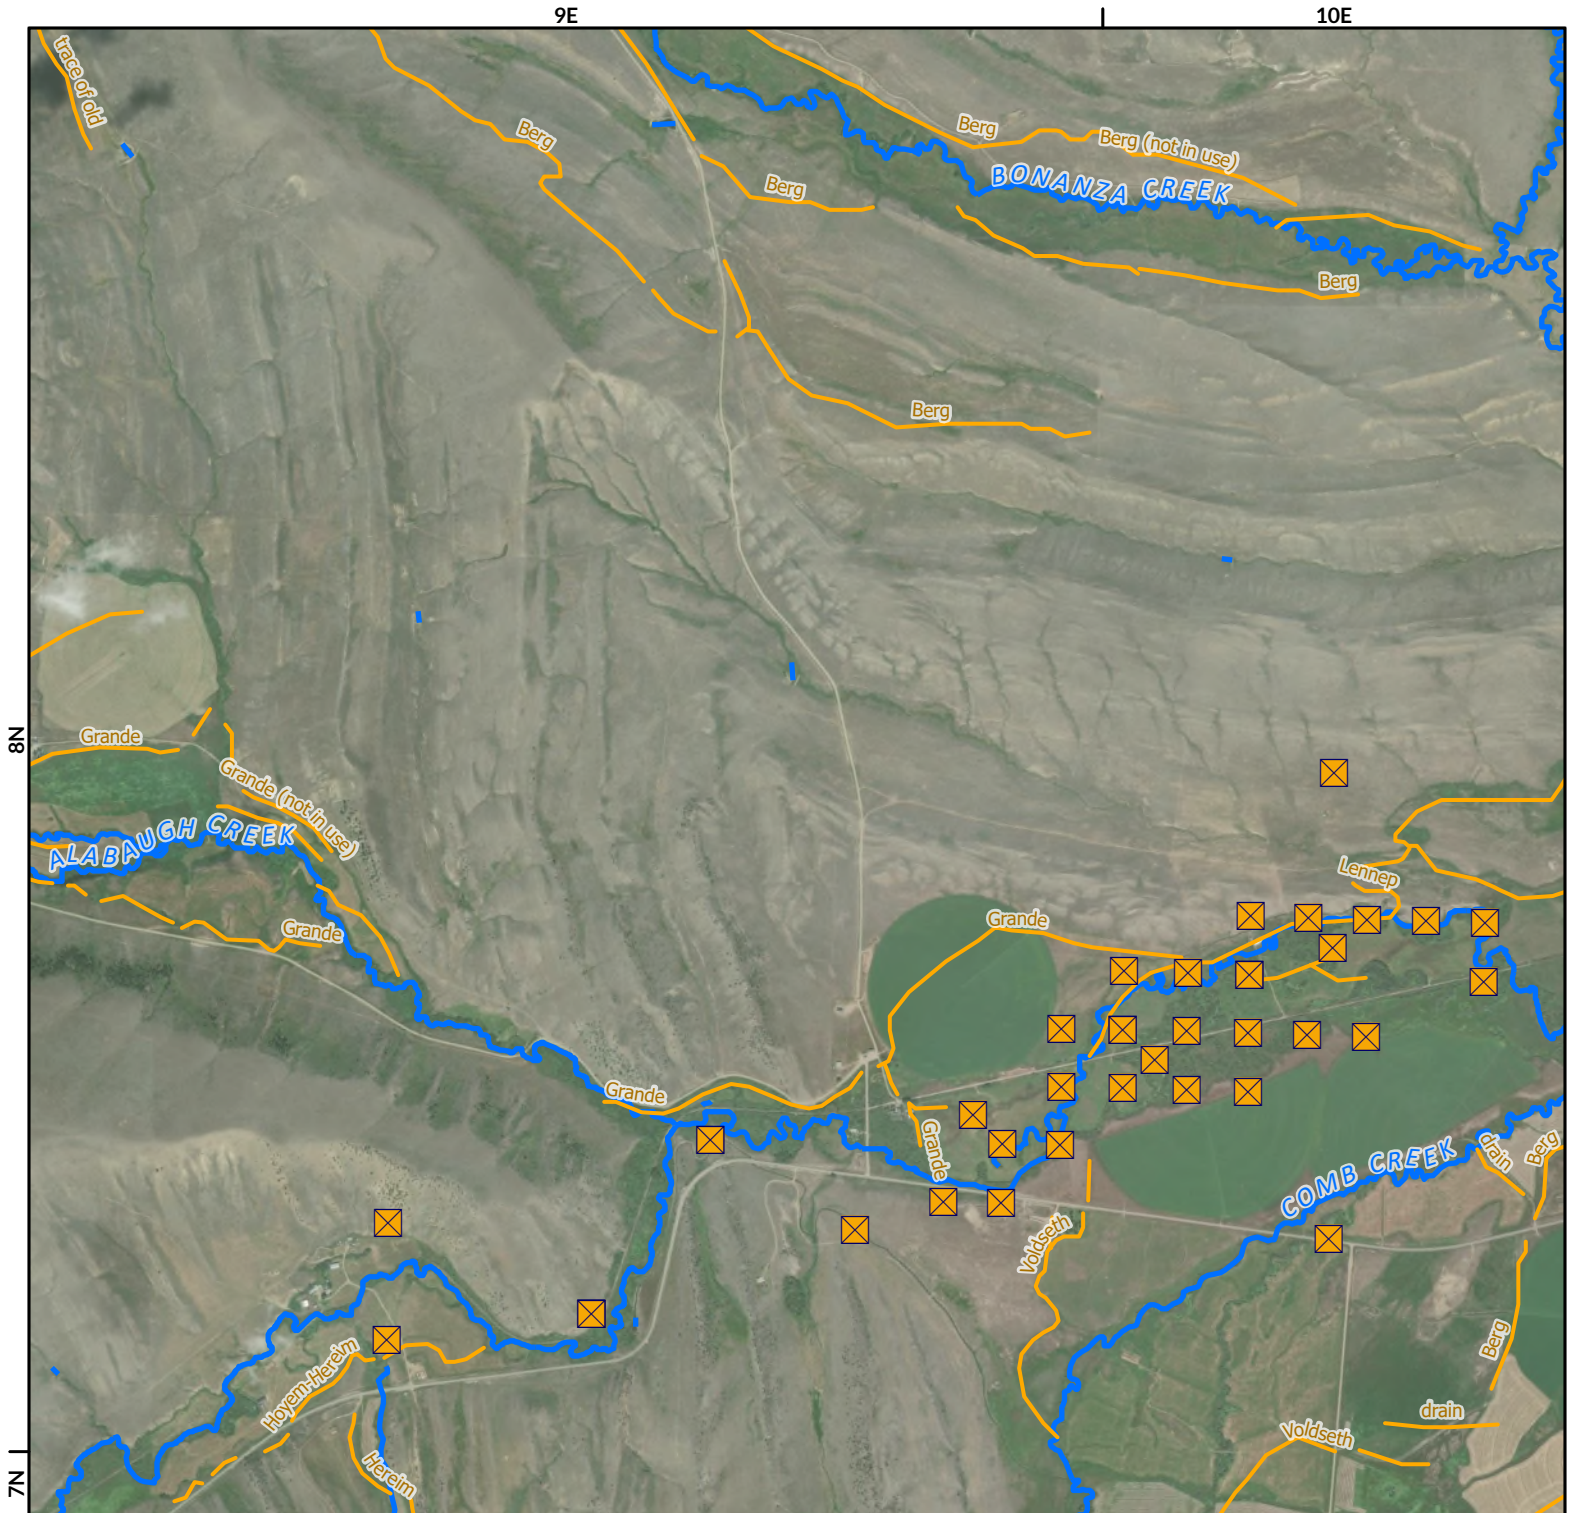 9E
10E
trace of old
Berg
Berg
Berg (not in use)
BONANZA CREEK
Berg
Berg
Berg
8N
Grande
Grande (not in use)
ALABAUGH CREEK
Grande
Grande
Lennep
Grande
Grande
COMB CREEK
drain
Berg
Voldseth
Hoyem-Hereim
Berg
drain
Voldseth
Hereim
7N